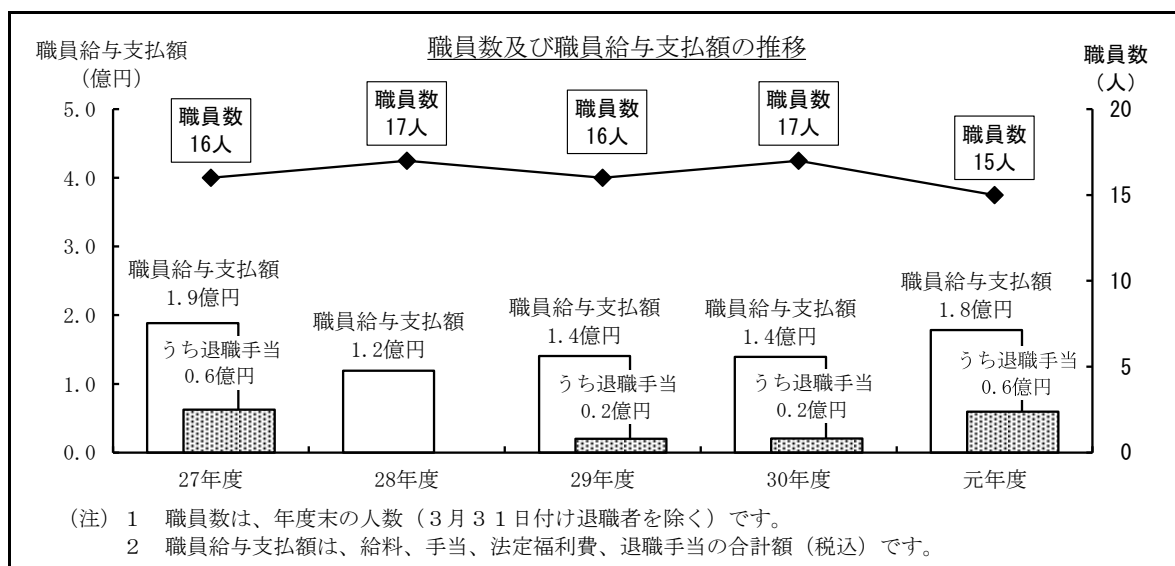 職員数及び職員給与支払額の推移
職員給与支払額
(億円)
職員数
(人)
5.0
4.0
3.0
2.0
1.0
0.0
20
15
10
5
0
職員数
16人
職員数
17人
職員数
16人
職員数
17人
職員数
15人
職員給与支払額
1.9億円
うち退職手当
0.6億円
職員給与支払額
1.2億円
職員給与支払額
1.4億円
うち退職手当
0.2億円
職員給与支払額
1.4億円
うち退職手当
0.2億円
職員給与支払額
1.8億円
うち退職手当
0.6億円
27年度
28年度
29年度
30年度
元年度
(注) 1 職員数は、年度末の人数(3月31日付け退職者を除く)です。
2 職員給与支払額は、給料、手当、法定福利費、退職手当の合計額(税込)です。